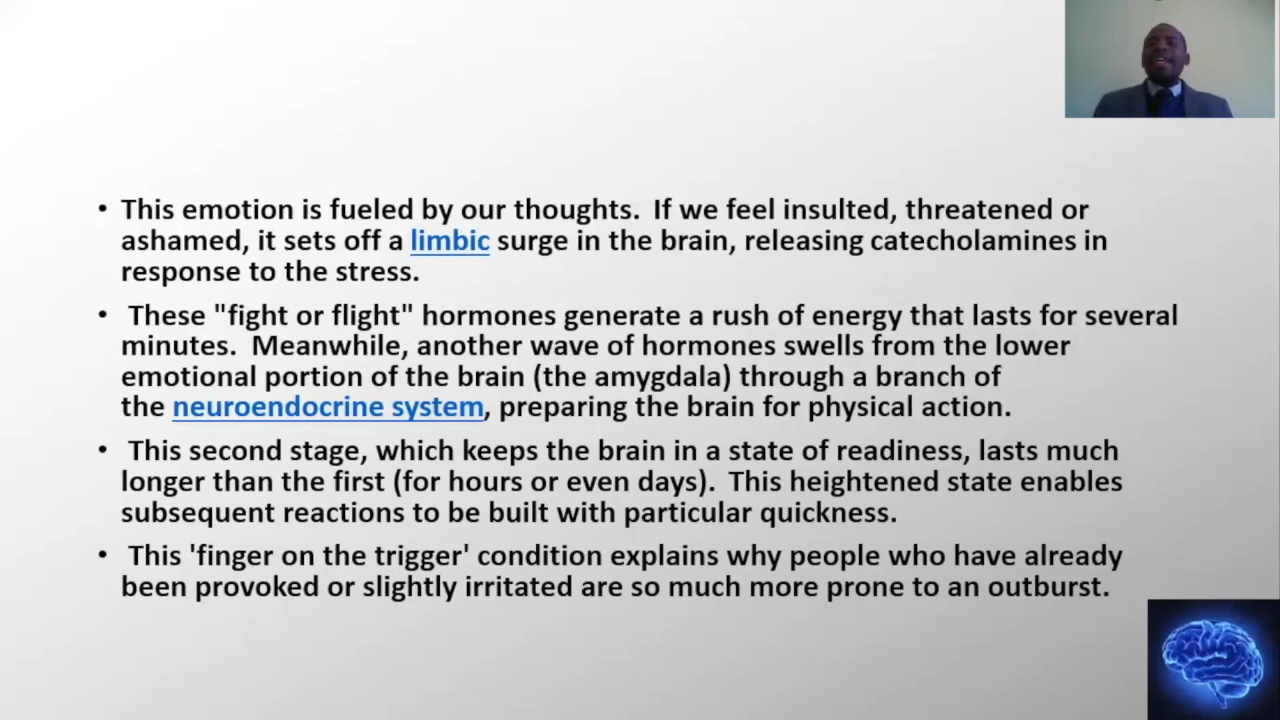 • This emotion is fueled by our thoughts.  If we feel insulted, threatened or
ashamed, it sets off a limbic surge in the brain, releasing catecholamines in
response to the stress.
•  These "fight or flight" hormones generate a rush of energy that lasts for several
minutes.  Meanwhile, another wave of hormones swells from the lower
emotional portion of the brain (the amygdala) through a branch of
the neuroendocrine system, preparing the brain for physical action.
•  This second stage, which keeps the brain in a state of readiness, lasts much
longer than the first (for hours or even days).  This heightened state enables
subsequent reactions to be built with particular quickness.
•  This 'finger on the trigger' condition explains why people who have already
been provoked or slightly irritated are so much more prone to an outburst.